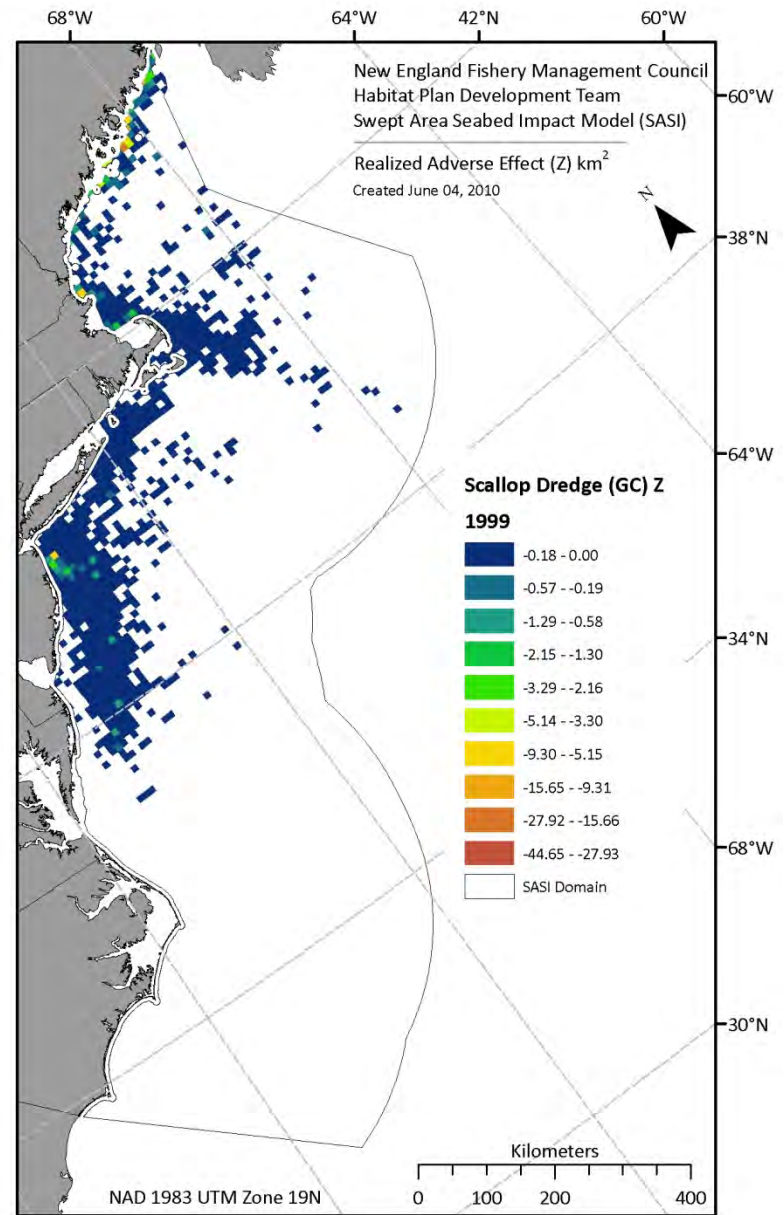 68°W 64°W 42°N 60°W
New England Fishery Management Council
Habitat Plan Development Team
Swept Area Seabed Impact Model (SASI)
Realized Adverse Effect (Z) km²
Created June 04, 2010
N
60°W
38°N
64°W
34°N
68°W
30°N
Scallop Dredge (GC) Z
1999
-0.18 - 0.00
-0.57 - -0.19
-1.29 - -0.58
-2.15 - -1.30
-3.29 - -2.16
-5.14 - -3.30
-9.30 - -5.15
-15.65 - -9.31
-27.92 - -15.66
-44.65 - -27.93
SASI Domain
Kilometers
0 100 200 400
NAD 1983 UTM Zone 19N